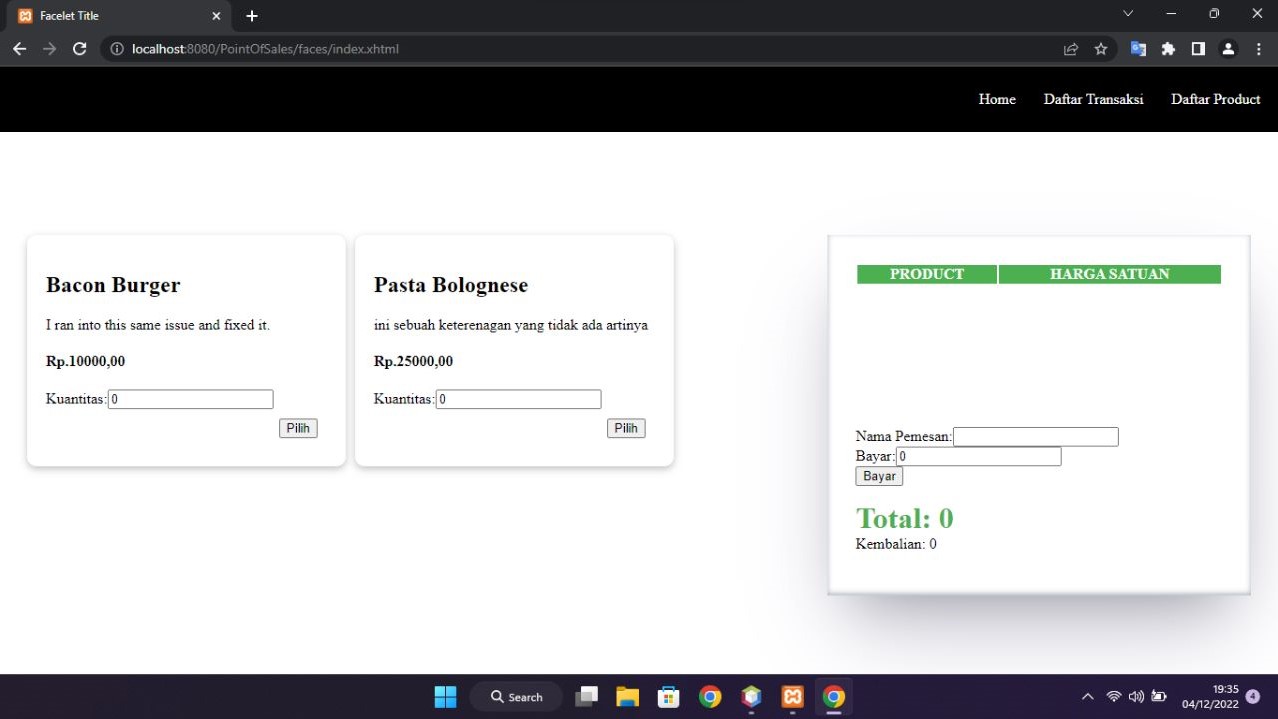 Facelet Title
localhost:8080/PointOfSales/faces/index.xhtml
Home Daftar Transaksi Daftar Product
Bacon Burger
I ran into this same issue and fixed it.
Rp.10000,00
Kuantitas: 0
Pilih
Pasta Bolognese
ini sebuah keterenagan yang tidak ada artinya
Rp.25000,00
Kuantitas: 0
Pilih
PRODUCT HARGA SATUAN
Nama Pemesan:
Bayar: 0
Bayar
Total: 0
Kembalian: 0
Search
19:35
04/12/2022
4